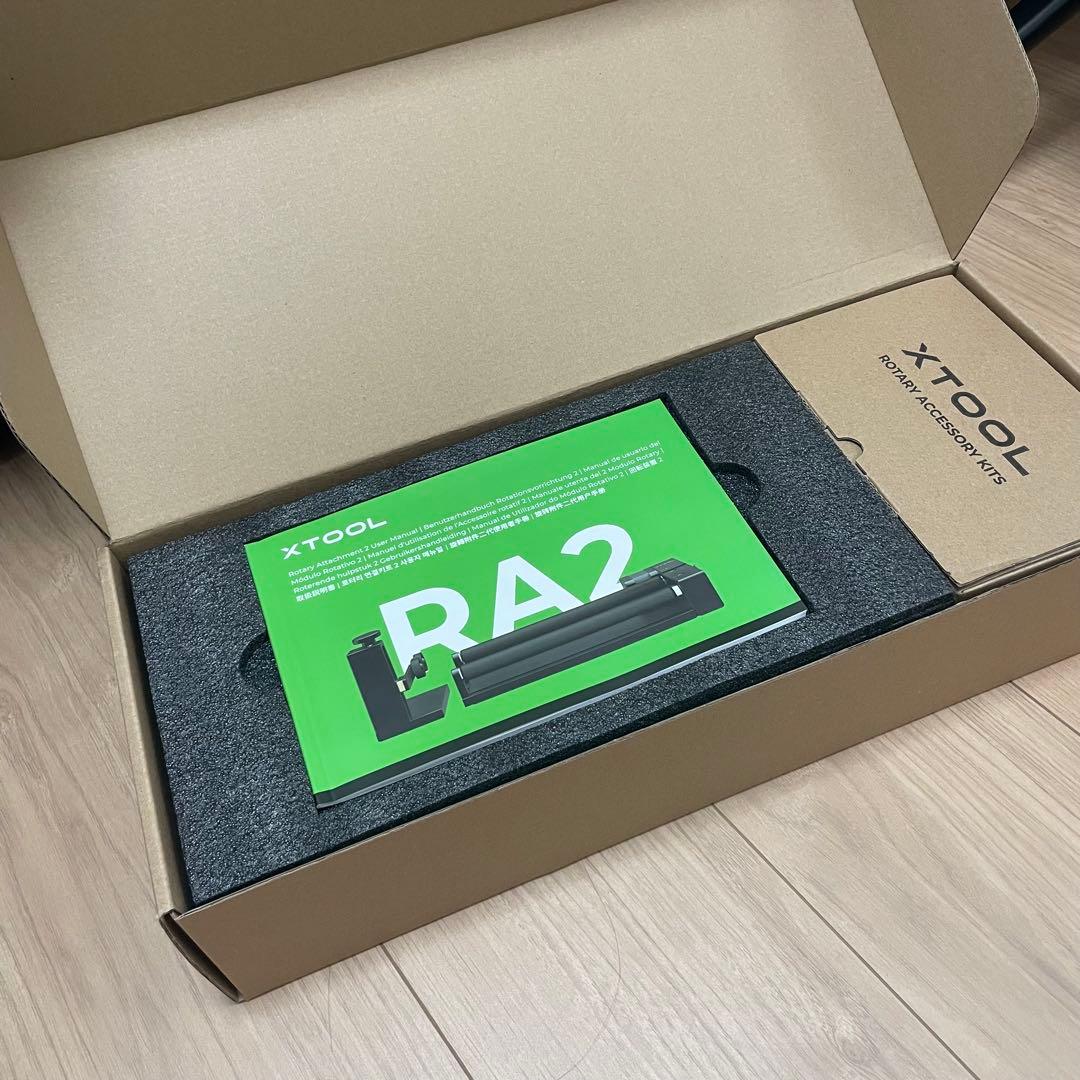 XTOOL
Rotary Attachment 2 User Manual | Benutzerhandbuch Rotationsvorrichtung 2 | Manual de usuario del
Módulo Rotativo 2 | Manuel d'utilisation de l'Accessoire rotatif 2 | Manuale utente del 2 Modulo Rotary |
Roterende hulpstuk 2 Gebruikershandleiding | Manual de Utilizador do Módulo Rotativo 2 | 回転装置 2
取扱説明書 | 로터리 연결키트 2 사용자 메뉴얼 | 旋轉附件二代使用者手冊 | 旋转附件二代用户手册
RA2
XTOOL
ROTARY ACCESSORY KITS